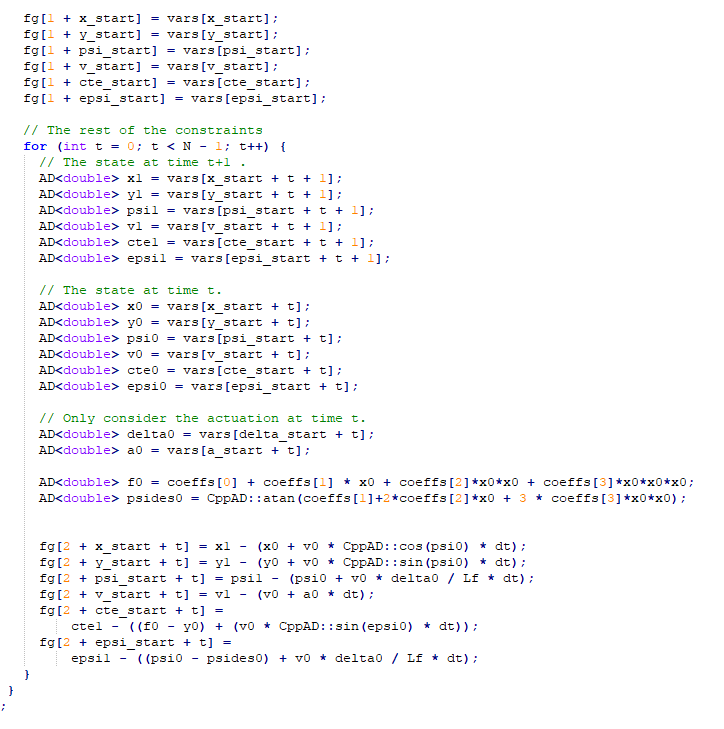 fg[1 + x_start] = vars[x_start];
fg[1 + y_start] = vars[y_start];
fg[1 + psi_start] = vars[psi_start];
fg[1 + v_start] = vars[v_start];
fg[1 + cte_start] = vars[cte_start];
fg[1 + epsi_start] = vars[epsi_start];

// The rest of the constraints
for (int t = 0; t < N - 1; t++) {
  // The state at time t+1 .
  AD<double> x1 = vars[x_start + t + 1];
  AD<double> y1 = vars[y_start + t + 1];
  AD<double> psi1 = vars[psi_start + t + 1];
  AD<double> v1 = vars[v_start + t + 1];
  AD<double> cte1 = vars[cte_start + t + 1];
  AD<double> epsi1 = vars[epsi_start + t + 1];

  // The state at time t.
  AD<double> x0 = vars[x_start + t];
  AD<double> y0 = vars[y_start + t];
  AD<double> psi0 = vars[psi_start + t];
  AD<double> v0 = vars[v_start + t];
  AD<double> cte0 = vars[cte_start + t];
  AD<double> epsi0 = vars[epsi_start + t];

  // Only consider the actuation at time t.
  AD<double> delta0 = vars[delta_start + t];
  AD<double> a0 = vars[a_start + t];

  AD<double> f0 = coeffs[0] + coeffs[1] * x0 + coeffs[2]*x0*x0 + coeffs[3]*x0*x0*x0;
  AD<double> psides0 = CppAD::atan(coeffs[1]+2*coeffs[2]*x0 + 3 * coeffs[3]*x0*x0);

  fg[2 + x_start + t] = x1 - (x0 + v0 * CppAD::cos(psi0) * dt);
  fg[2 + y_start + t] = y1 - (y0 + v0 * CppAD::sin(psi0) * dt);
  fg[2 + psi_start + t] = psi1 - (psi0 + v0 * delta0 / Lf * dt);
  fg[2 + v_start + t] = v1 - (v0 + a0 * dt);
  fg[2 + cte_start + t] =
      cte1 - ((f0 - y0) + (v0 * CppAD::sin(epsi0) * dt));
  fg[2 + epsi_start + t] =
      epsi1 - ((psi0 - psides0) + v0 * delta0 / Lf * dt);
}
}
;